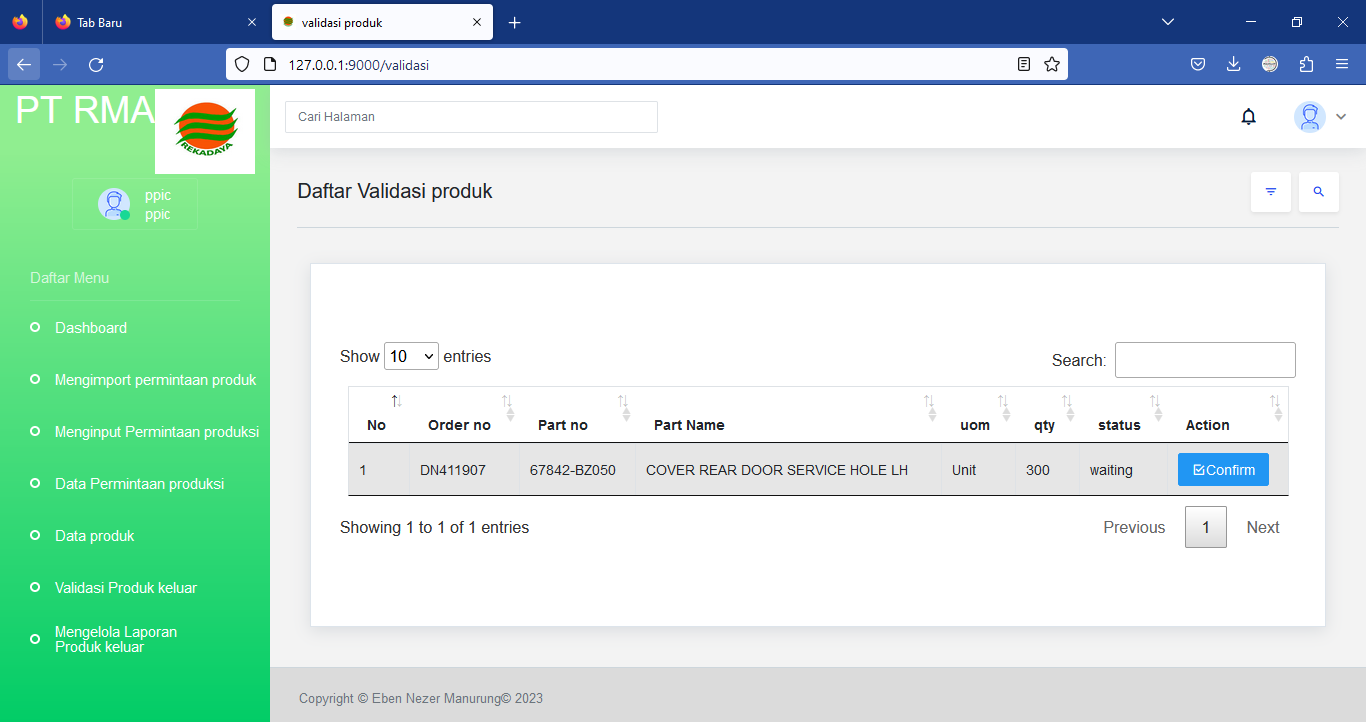 Tab Baru
validasi produk
127.0.0.1:9000/validasi
PT RMA
REKADAYA
Cari Halaman
ppic
ppic
Daftar Menu
Dashboard
Mengimport permintaan produk
Menginput Permintaan produksi
Data Permintaan produksi
Data produk
Validasi Produk keluar
Mengelola Laporan
Produk keluar
Daftar Validasi produk
Show 10 entries
Search:
No Order no Part no Part Name uom qty status Action
1 DN411907 67842-BZ050 COVER REAR DOOR SERVICE HOLE LH Unit 300 waiting Confirm
Showing 1 to 1 of 1 entries
Previous 1 Next
Copyright © Eben Nezer Manurung© 2023